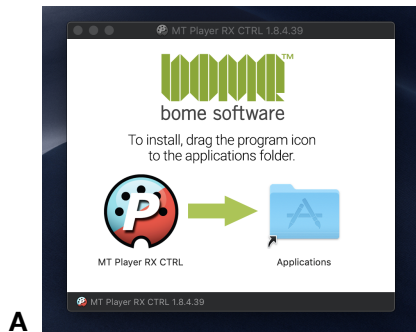 MT Player RX CTRL 1.8.4.39
bome™
bome software
To install, drag the program icon
to the applications folder.
P
MT Player RX CTRL
Applications
MT Player RX CTRL 1.8.4.39
A